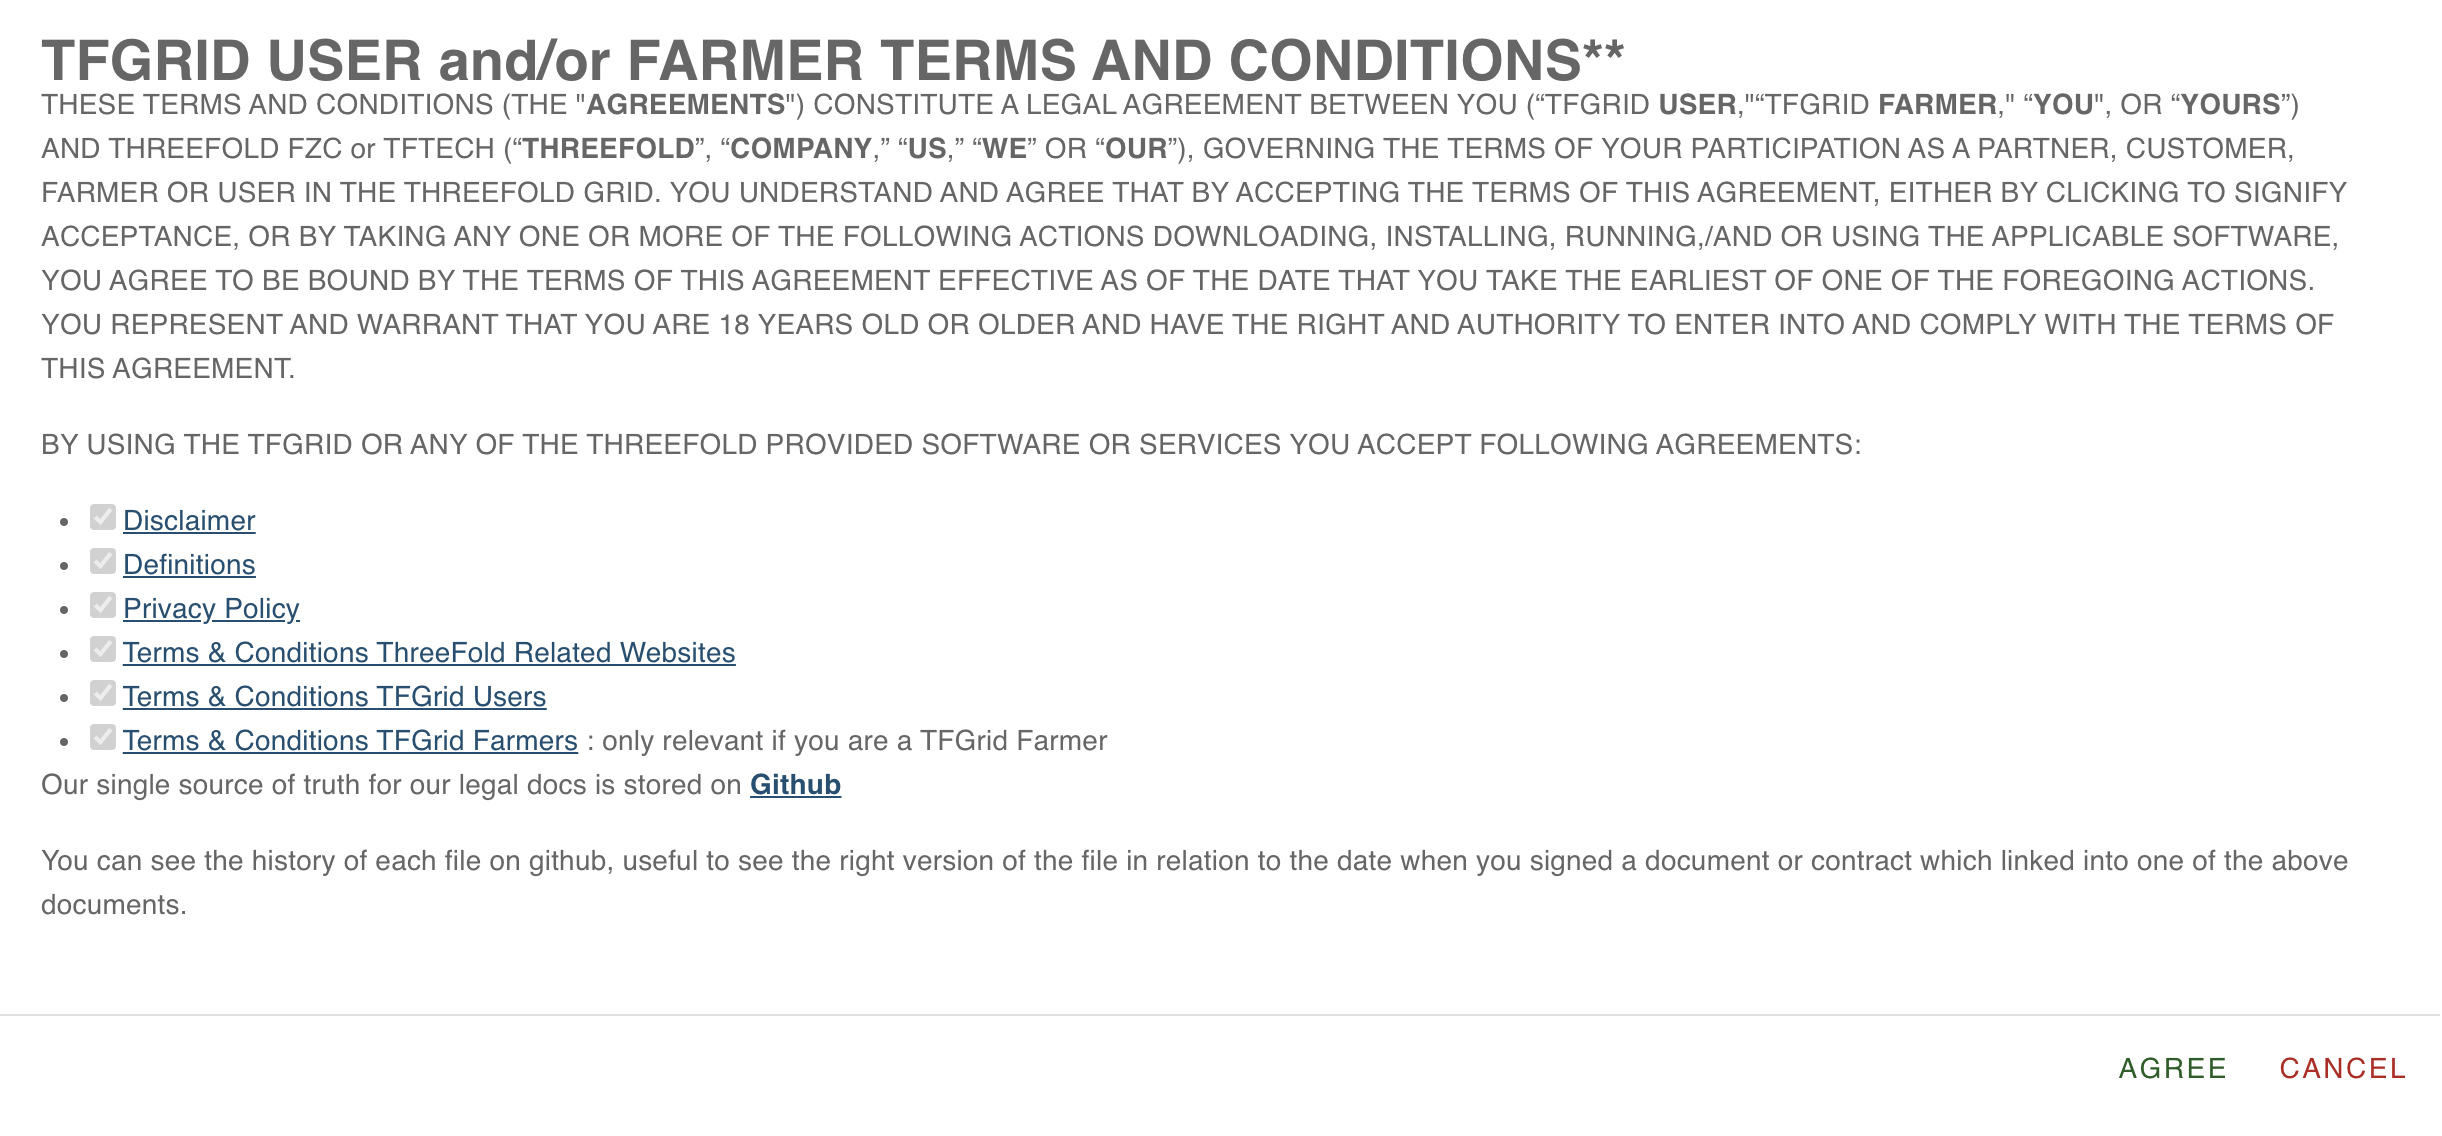 TFGRID USER and/or FARMER TERMS AND CONDITIONS**
THESE TERMS AND CONDITIONS (THE "AGREEMENTS") CONSTITUTE A LEGAL AGREEMENT BETWEEN YOU (“TFGRID USER,"“TFGRID FARMER," “YOU", OR “YOURS”)
AND THREEFOLD FZC or TFTECH (“THREEFOLD”, “COMPANY,” “US,” “WE” OR “OUR”), GOVERNING THE TERMS OF YOUR PARTICIPATION AS A PARTNER, CUSTOMER,
FARMER OR USER IN THE THREEFOLD GRID. YOU UNDERSTAND AND AGREE THAT BY ACCEPTING THE TERMS OF THIS AGREEMENT, EITHER BY CLICKING TO SIGNIFY
ACCEPTANCE, OR BY TAKING ANY ONE OR MORE OF THE FOLLOWING ACTIONS DOWNLOADING, INSTALLING, RUNNING,/AND OR USING THE APPLICABLE SOFTWARE,
YOU AGREE TO BE BOUND BY THE TERMS OF THIS AGREEMENT EFFECTIVE AS OF THE DATE THAT YOU TAKE THE EARLIEST OF ONE OF THE FOREGOING ACTIONS.
YOU REPRESENT AND WARRANT THAT YOU ARE 18 YEARS OLD OR OLDER AND HAVE THE RIGHT AND AUTHORITY TO ENTER INTO AND COMPLY WITH THE TERMS OF
THIS AGREEMENT.
BY USING THE TFGRID OR ANY OF THE THREEFOLD PROVIDED SOFTWARE OR SERVICES YOU ACCEPT FOLLOWING AGREEMENTS:
Disclaimer
Definitions
Privacy Policy
Terms & Conditions ThreeFold Related Websites
Terms & Conditions TFGrid Users
Terms & Conditions TFGrid Farmers : only relevant if you are a TFGrid Farmer
Our single source of truth for our legal docs is stored on Github
You can see the history of each file on github, useful to see the right version of the file in relation to the date when you signed a document or contract which linked into one of the above
documents.
AGREE CANCEL